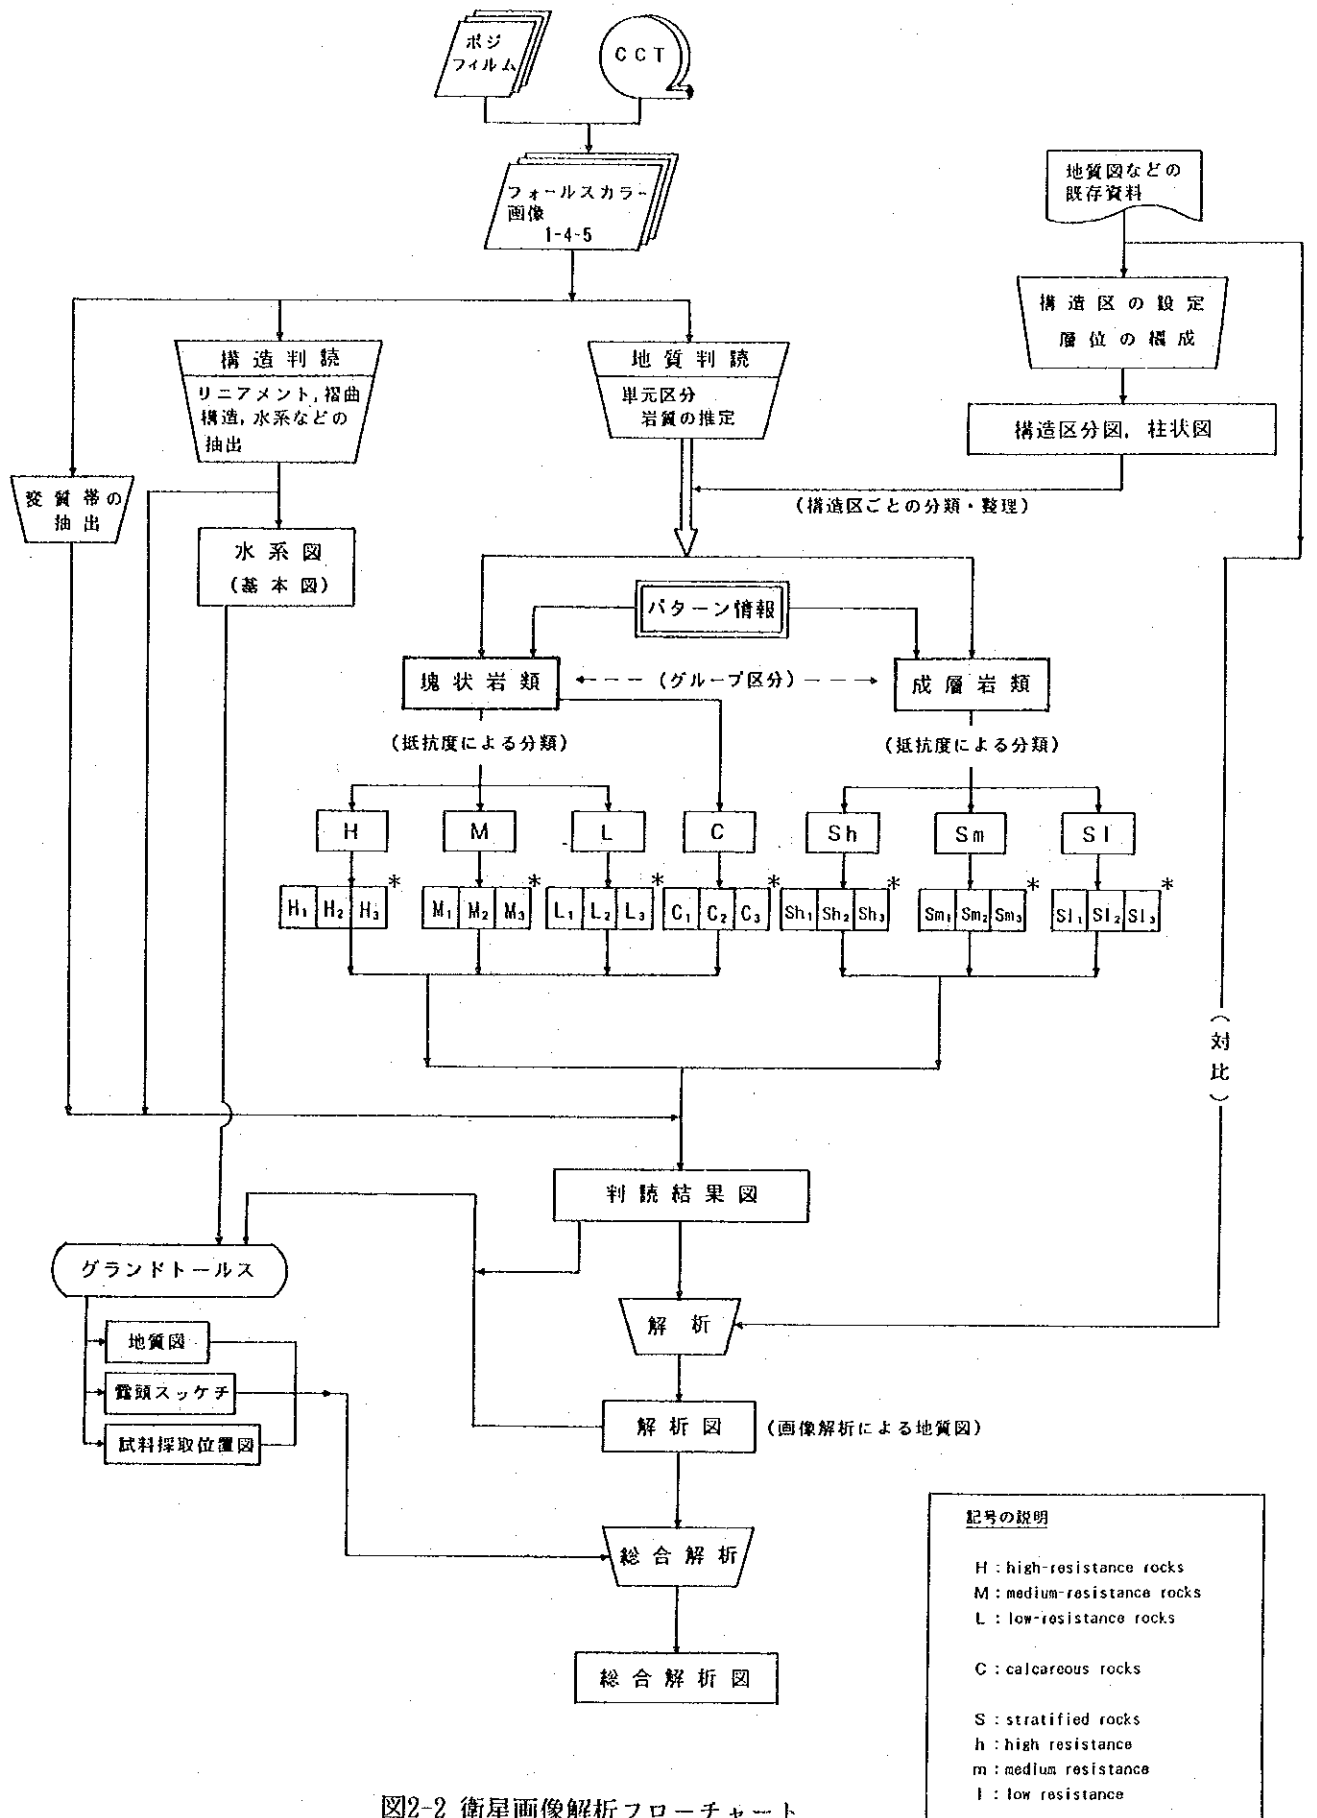 ポジ
フィルム
CCT
フォールスカラー
画像
1-4-5
地質図などの
既存資料
構造区の設定
層位の構成
構造判読
リニアメント,褶曲
構造,水系などの
抽出
地質判読
単元区分
岩質の推定
構造区分図，柱状図
変質帯の
抽出
(構造区ごとの分類・整理)
水系図
(基本図)
パターン情報
塊状岩類
(グループ区分)
成層岩類
(抵抗度による分類)
(抵抗度による分類)
H
M
L
C
Sh
Sm
Sl
H₁ H₂ H₃ *
M₁ M₂ M₃ *
L₁ L₂ L₃ *
C₁ C₂ C₃ *
Sh₁ Sh₂ Sh₃ *
Sm₁ Sm₂ Sm₃ *
Sl₁ Sl₂ Sl₃ *
(対比)
判読結果図
グランドトールス
解析
地質図
露頭スッケチ
試料採取位置図
解析図
(画像解析による地質図)
総合解析
総合解析図
記号の説明
H : high-resistance rocks
M : medium-resistance rocks
L : low-resistance rocks
C : calcareous rocks
S : stratified rocks
h : high resistance
m : medium resistance
l : low resistance
図2-2 衛星画像解析フローチャート